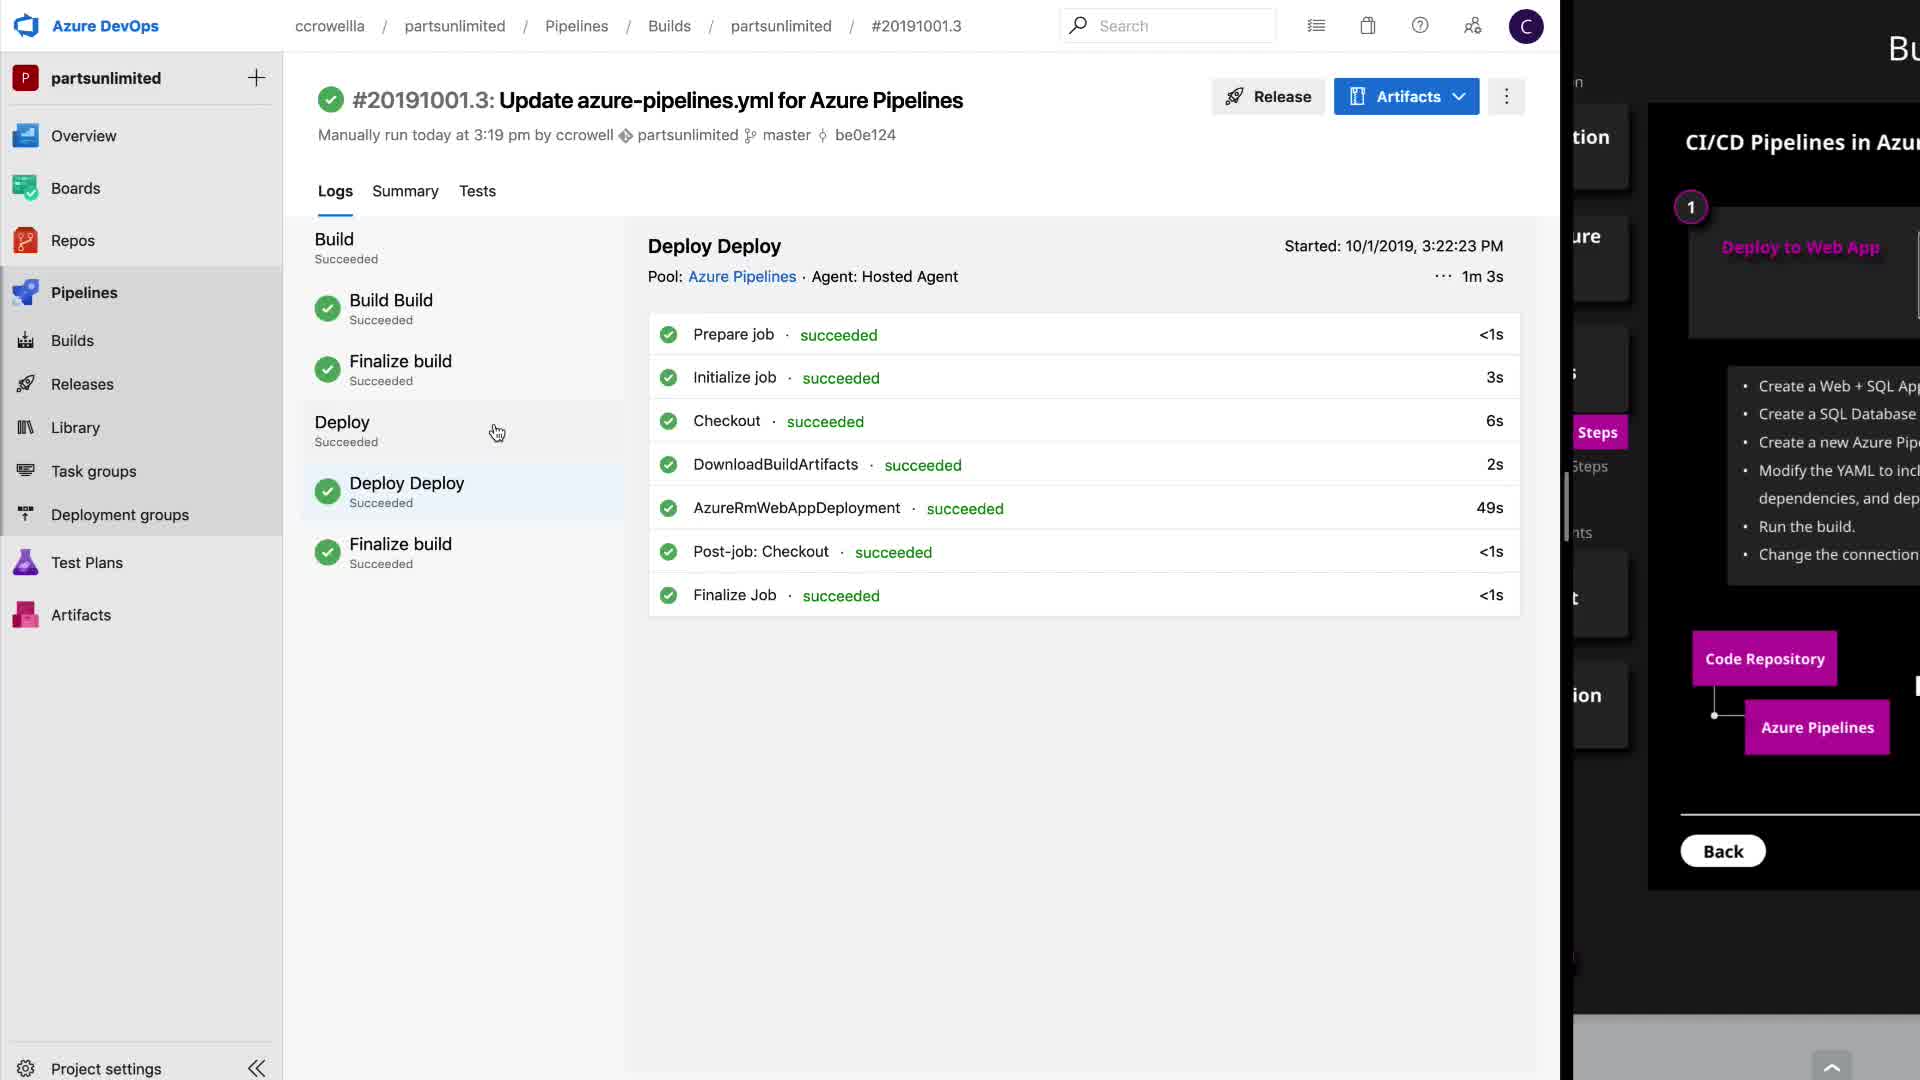 Azure DevOps
ccrowellla / partsunlimited / Pipelines / Builds / partsunlimited / #20191001.3
Search
C
P partsunlimited
Overview
Boards
Repos
Pipelines
Builds
Releases
Library
Task groups
Deployment groups
Test Plans
Artifacts
Project settings
#20191001.3: Update azure-pipelines.yml for Azure Pipelines
Manually run today at 3:19 pm by ccrowell partsunlimited master be0e124
Release
Artifacts
Logs Summary Tests
Build
Succeeded
Build Build
Succeeded
Finalize build
Succeeded
Deploy
Succeeded
Deploy Deploy
Succeeded
Finalize build
Succeeded
Deploy Deploy
Started: 10/1/2019, 3:22:23 PM
Pool: Azure Pipelines · Agent: Hosted Agent
··· 1m 3s
Prepare job · succeeded <1s
Initialize job · succeeded 3s
Checkout · succeeded 6s
DownloadBuildArtifacts · succeeded 2s
AzureRmWebAppDeployment · succeeded 49s
Post-job: Checkout · succeeded <1s
Finalize Job · succeeded <1s
Bu
n
tion
ure
s
Steps
Steps
nts
t
ion
CI/CD Pipelines in Azur
1
Deploy to Web App
• Create a Web + SQL App
• Create a SQL Database
• Create a new Azure Pipe
• Modify the YAML to incl
dependencies, and dep
• Run the build.
• Change the connection
Code Repository
Azure Pipelines
Back